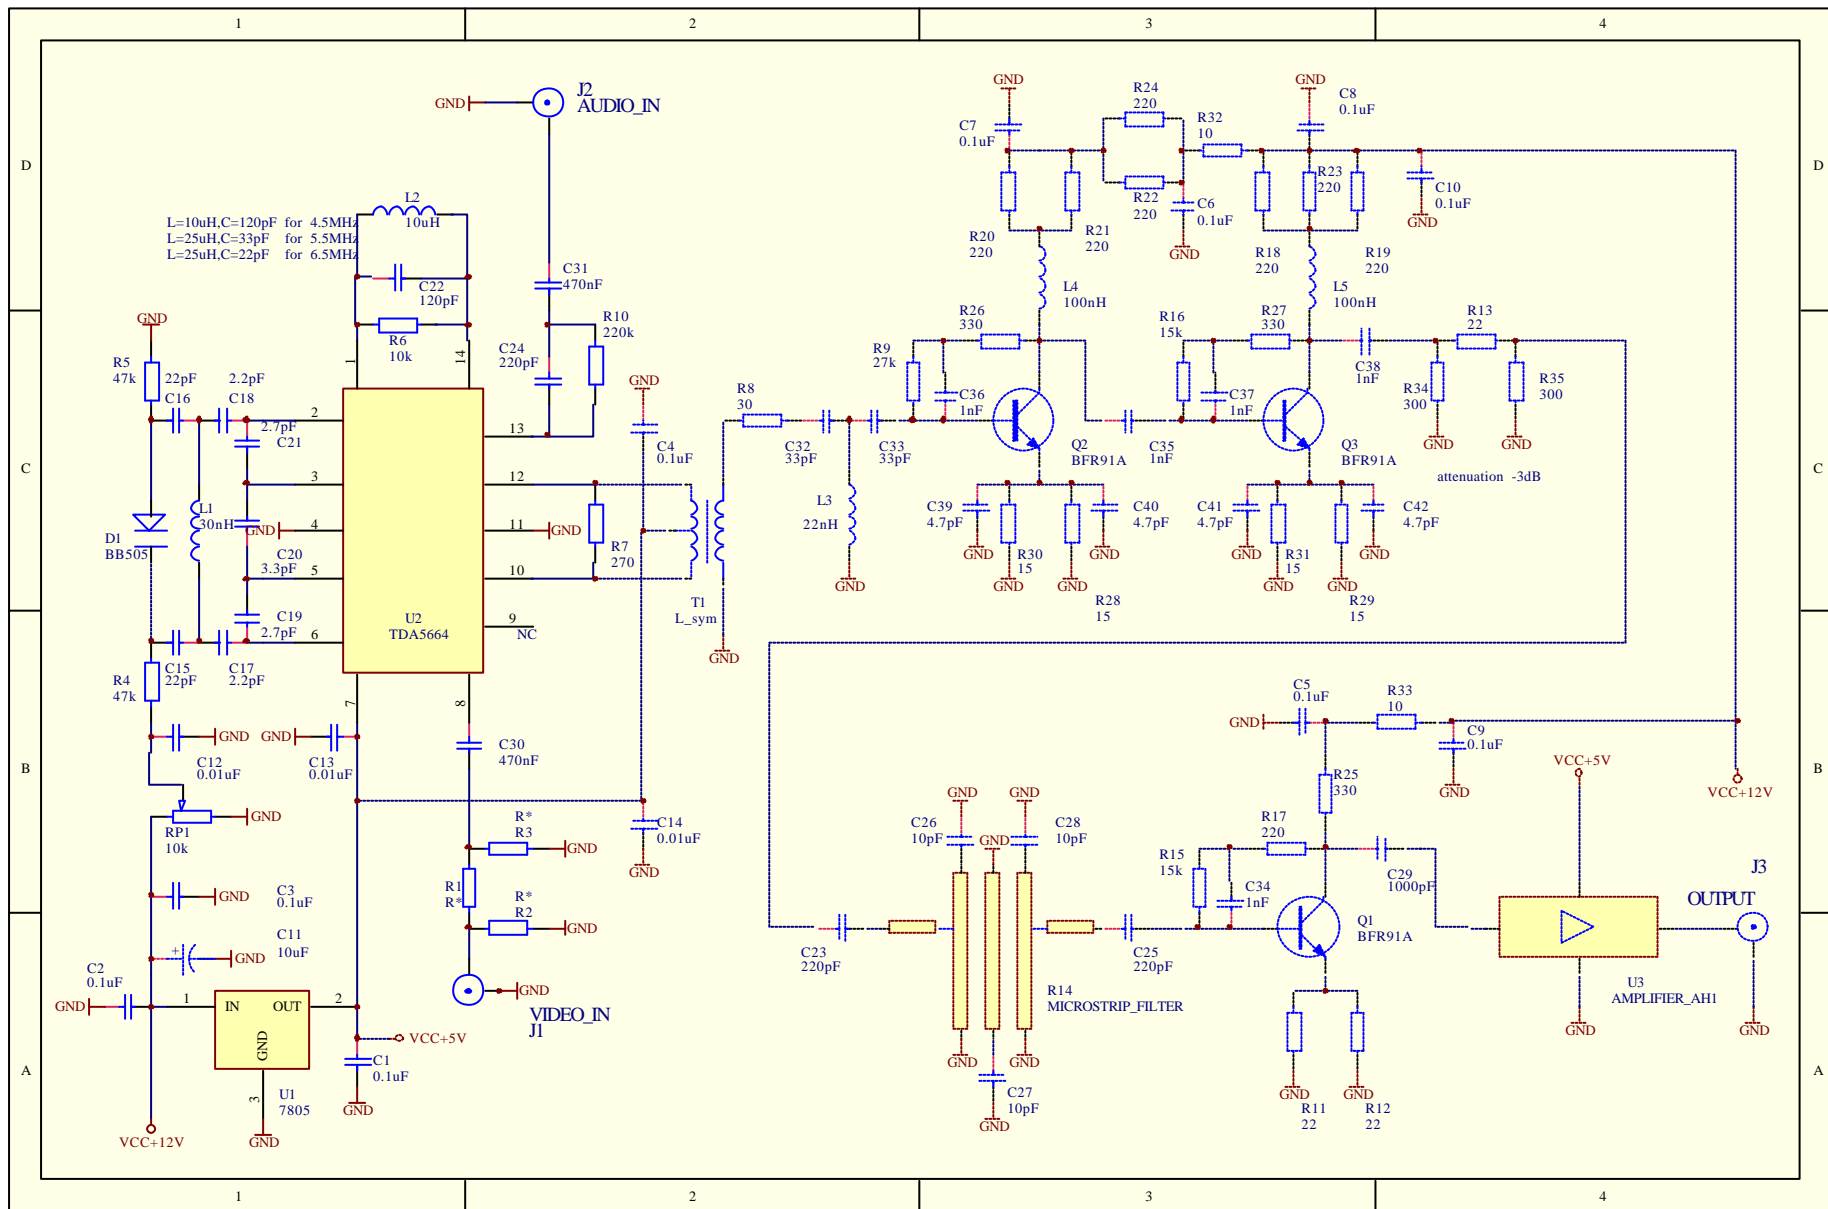 1
2
3
4
D
D
C
C
B
B
A
A
1
2
3
4
J2
AUDIO_IN
GND
L2
10uH
L=10uH,C=120pF for 4.5MHz
L=25uH,C=33pF for 5.5MHz
L=25uH,C=22pF for 6.5MHz
C22
120pF
R6
10k
1
14
C31
470nF
R10
220k
C24
220pF
GND
R5
47k
22pF
C16
2.2pF
C18
2.7pF
C21
2
3
4
5
6
13
12
11
10
9
NC
GND
GND
L1
30nH
D1
BB505
C20
3.3pF
C19
2.7pF
C15
22pF
C17
2.2pF
R4
47k
U2
TDA5664
7
8
R7
270
GND
C4
0.1uF
T1
L_sym
GND
R8
30
C32
33pF
C33
33pF
L3
22nH
GND
R9
27k
C36
1nF
R26
330
Q2
BFR91A
C39
4.7pF
GND
R30
15
GND
R28
15
GND
C40
4.7pF
GND
GND
C7
0.1uF
R20
220
R21
220
L4
100nH
R24
220
R22
220
C6
0.1uF
GND
R32
10
GND
C8
0.1uF
R18
220
R23
220
R19
220
C10
0.1uF
GND
L5
100nH
R16
15k
C37
1nF
R27
330
C35
1nF
Q3
BFR91A
C38
1nF
R13
22
R34
300
GND
R35
300
GND
attenuation -3dB
C41
4.7pF
GND
R31
15
GND
R29
15
GND
C42
4.7pF
GND
C12
0.01uF
GND
GND
C13
0.01uF
RP1
10k
GND
C3
0.1uF
GND
+
C11
10uF
GND
C2
0.1uF
GND
1
IN
OUT
GND
2
3
U1
7805
GND
VCC+12V
VCC+5V
C1
0.1uF
GND
C30
470nF
R*
R3
GND
R1
R*
R*
R2
GND
GND
VIDEO_IN
J1
C14
0.01uF
GND
C23
220pF
GND
C26
10pF
GND
GND
C28
10pF
GND
GND
C27
10pF
GND
R14
MICROSTRIP_FILTER
C25
220pF
R15
15k
C34
1nF
R17
220
R25
330
C5
0.1uF
GND
R33
10
C9
0.1uF
GND
C29
1000pF
Q1
BFR91A
GND
R11
22
GND
R12
22
VCC+5V
VCC+12V
U3
AMPLIFIER_AH1
GND
J3
OUTPUT
GND